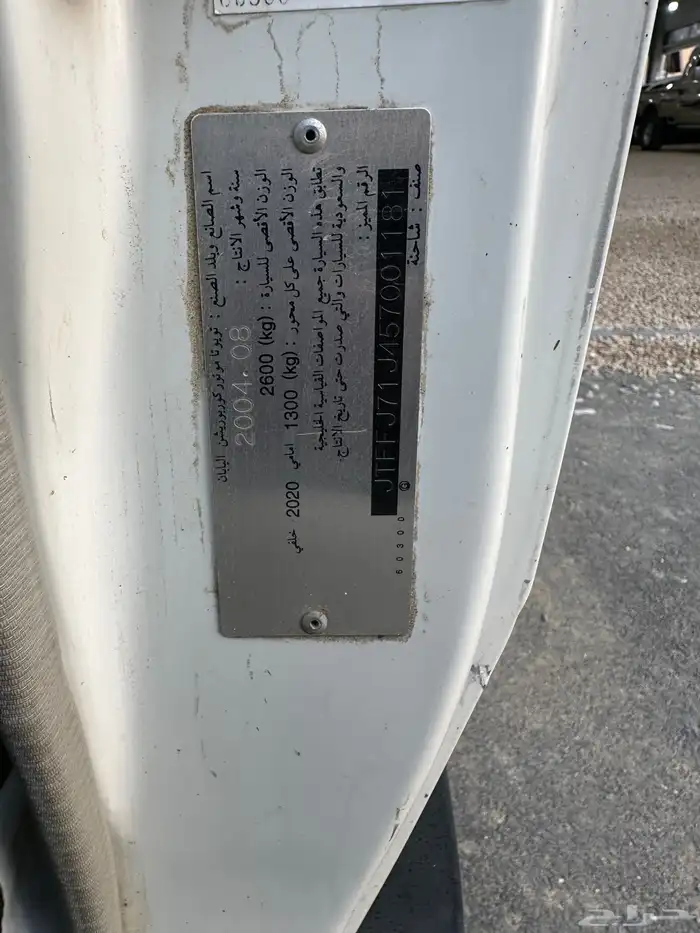 اسم الصانع وبلد الصنع : تويوتا موتور كوربوريشن اليابان
سنة وشهر الانتاج : 2004.08
الوزن الأقصى للسيارة : 2600 (kg)
الوزن الأقصى على كل محور : 1300 (kg) امامي 2020 خلفي
تطابق هذه السيارة جميع المواصفات القياسية الخليجية
والسعودية للسيارات والتي صدرت حتى تاريخ الانتاج.
الرقم المميز :
JTFFJ71J457001181
صنف : شاحنة
60300
حراج